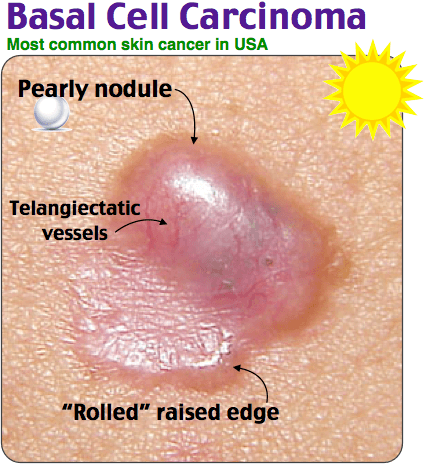 Basal Cell Carcinoma
Most common skin cancer in USA
Pearly nodule
Telangiectatic
vessels
“Rolled” raised edge